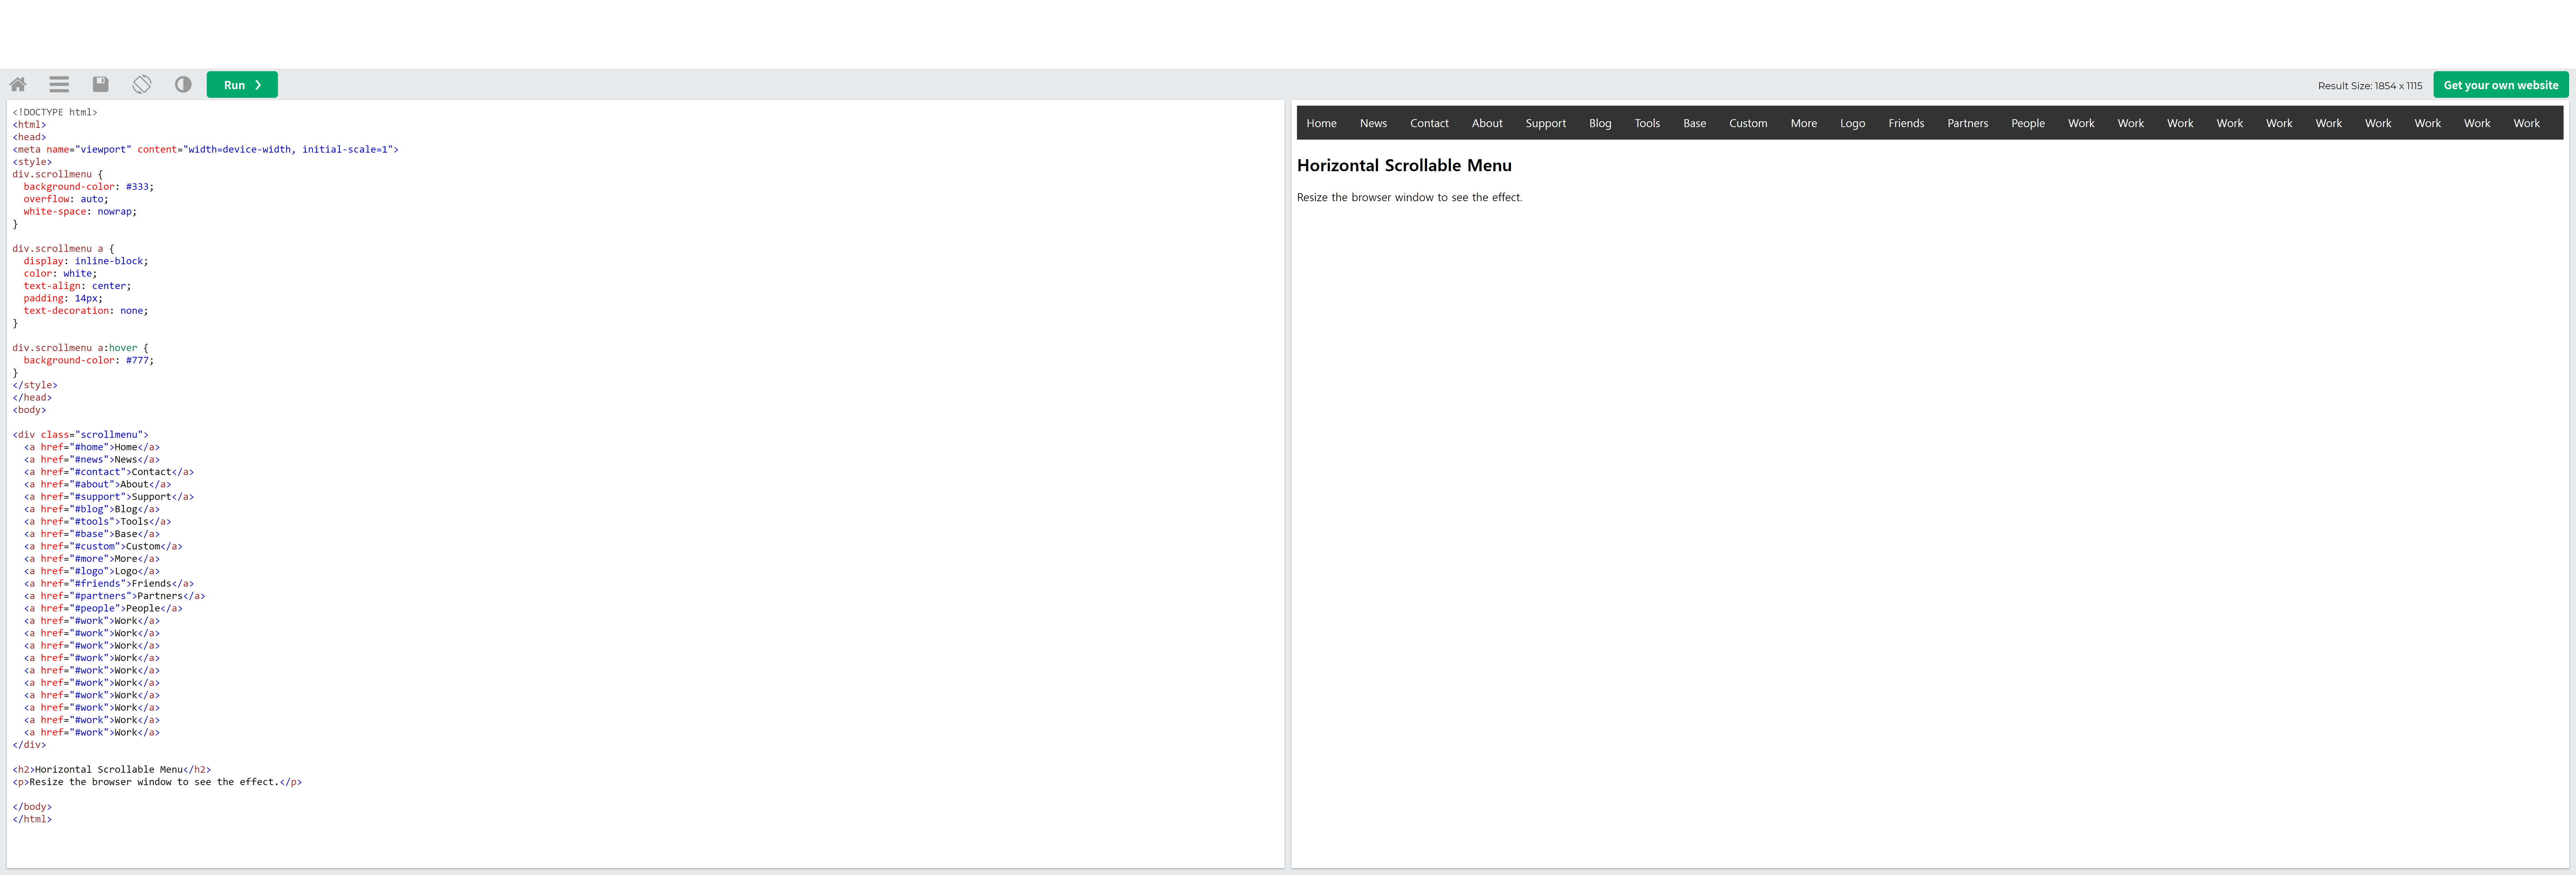 Run ❯
Result Size: 1854 x 1115
Get your own website
<!DOCTYPE html>
<html>
<head>
<meta name="viewport" content="width=device-width, initial-scale=1">
<style>
div.scrollmenu {
  background-color: #333;
  overflow: auto;
  white-space: nowrap;
}

div.scrollmenu a {
  display: inline-block;
  color: white;
  text-align: center;
  padding: 14px;
  text-decoration: none;
}

div.scrollmenu a:hover {
  background-color: #777;
}
</style>
</head>
<body>

<div class="scrollmenu">
  <a href="#home">Home</a>
  <a href="#news">News</a>
  <a href="#contact">Contact</a>
  <a href="#about">About</a>
  <a href="#support">Support</a>
  <a href="#blog">Blog</a>
  <a href="#tools">Tools</a>
  <a href="#base">Base</a>
  <a href="#custom">Custom</a>
  <a href="#more">More</a>
  <a href="#logo">Logo</a>
  <a href="#friends">Friends</a>
  <a href="#partners">Partners</a>
  <a href="#people">People</a>
  <a href="#work">Work</a>
  <a href="#work">Work</a>
  <a href="#work">Work</a>
  <a href="#work">Work</a>
  <a href="#work">Work</a>
  <a href="#work">Work</a>
  <a href="#work">Work</a>
  <a href="#work">Work</a>
  <a href="#work">Work</a>
  <a href="#work">Work</a>
</div>

<h2>Horizontal Scrollable Menu</h2>
<p>Resize the browser window to see the effect.</p>

</body>
</html>
Home News Contact About Support Blog Tools Base Custom More Logo Friends Partners People Work Work Work Work Work Work Work Work Work Work
Horizontal Scrollable Menu
Resize the browser window to see the effect.